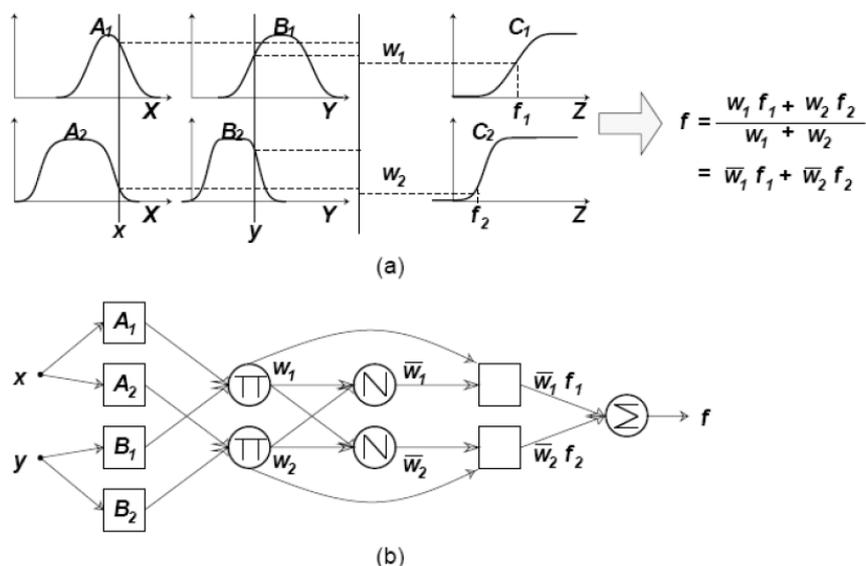 A₁ B₁ C₁
w₁
X Y f₁ Z
f = w₁ f₁ + w₂ f₂
w₁ + w₂
= w̅₁ f₁ + w̅₂ f₂
A₂ B₂ C₂
w₂
X Y f₂ Z
x y
(a)
A₁
x A₂ ∏ w₁ N w̅₁ w̅₁ f₁
∑ f
y B₁ ∏ w₂ N w̅₂ w̅₂ f₂
B₂
(b)